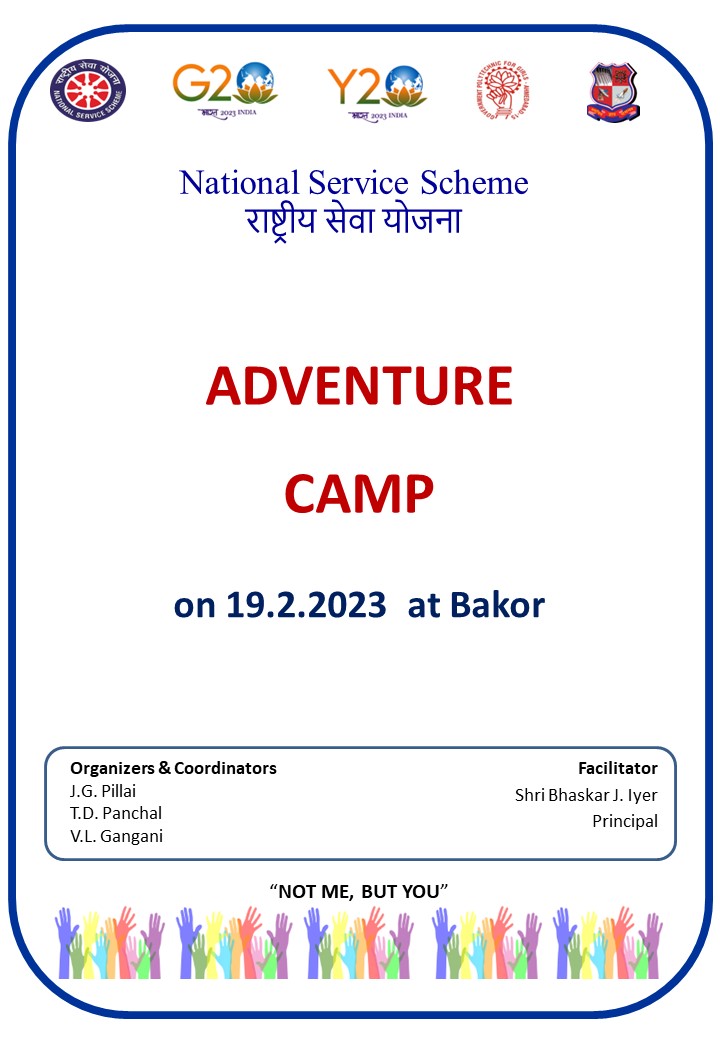 राष्ट्रीय सेवा योजना
NATIONAL SERVICE SCHEME
G20
भारत 2023 INDIA
Y20
भारत 2023 INDIA
GOVERNMENT POLYTECHNIC FOR GIRLS - AHMEDABAD-15
National Service Scheme
राष्ट्रीय सेवा योजना
ADVENTURE
CAMP
on 19.2.2023 at Bakor
Organizers & Coordinators
J.G. Pillai
T.D. Panchal
V.L. Gangani
Facilitator
Shri Bhaskar J. Iyer
Principal
“NOT ME, BUT YOU”